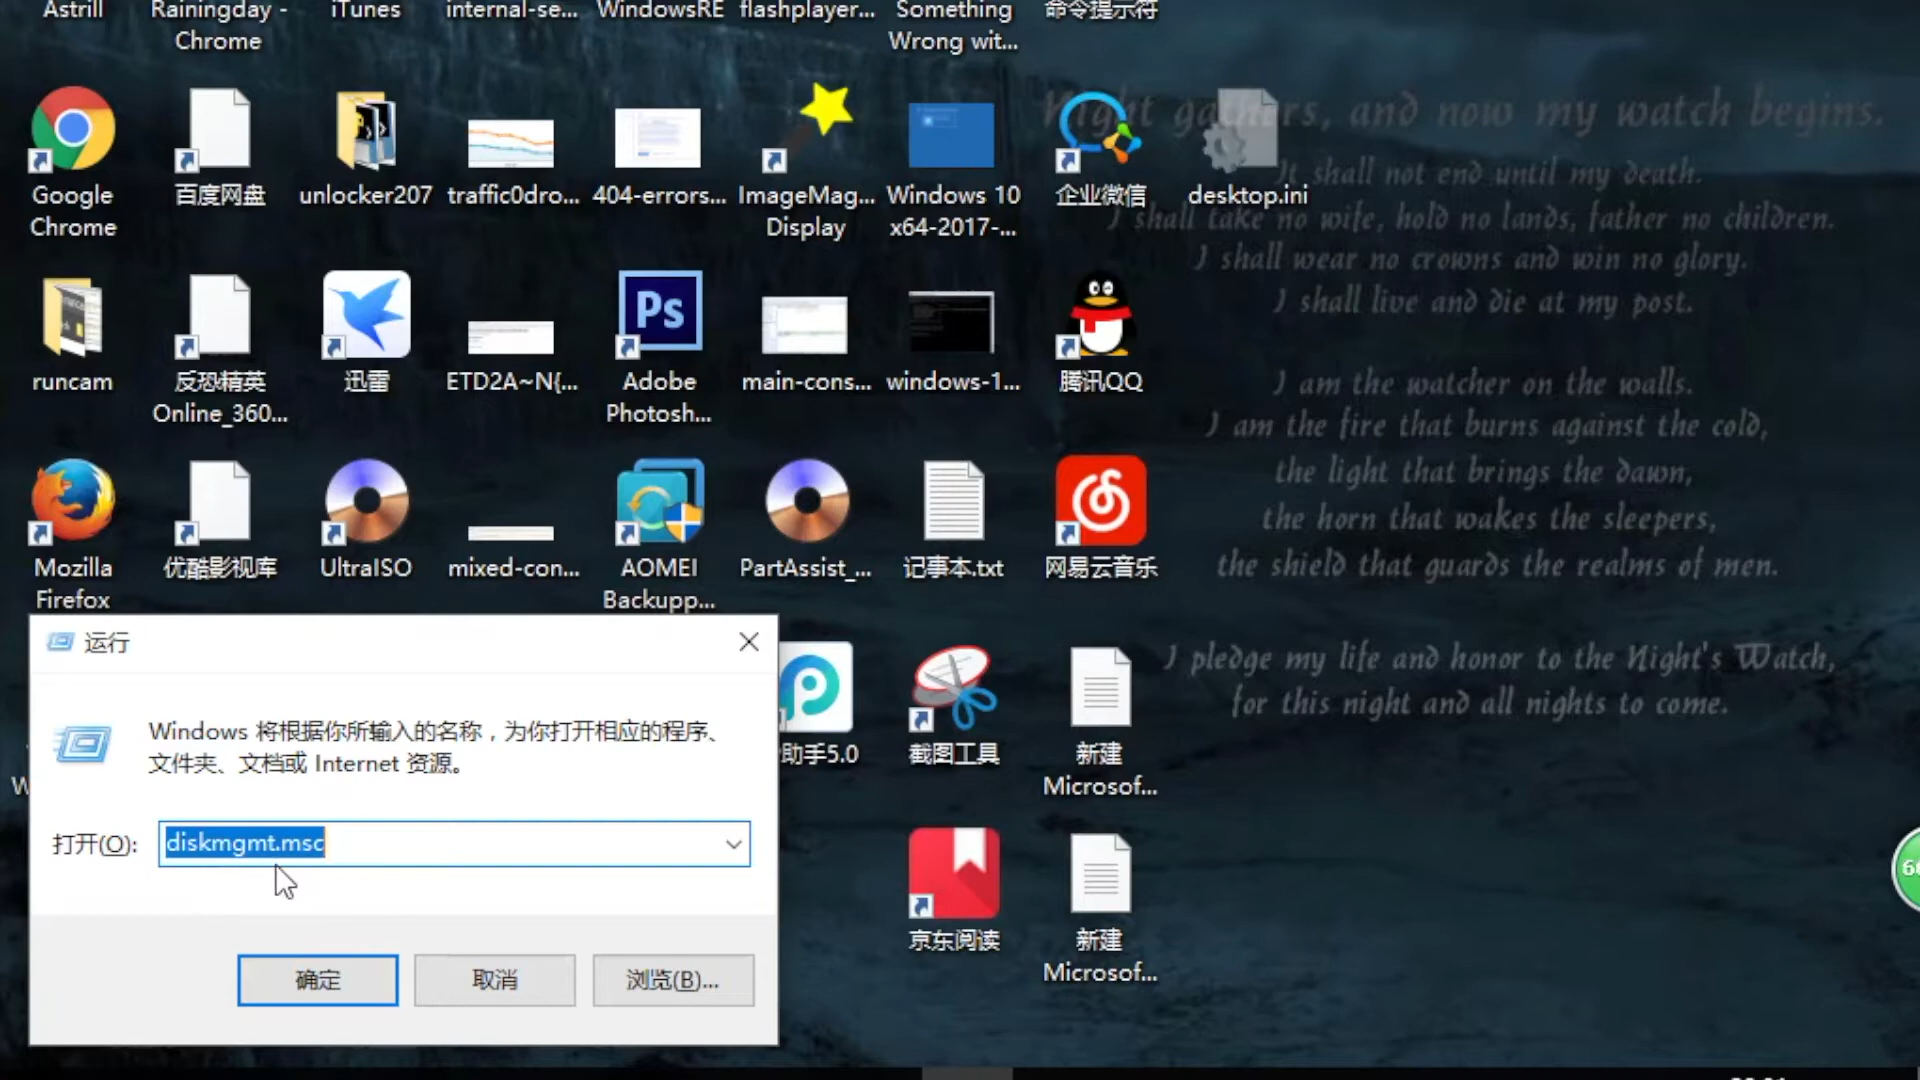 Astrill
Rainingday -
Chrome
iTunes
internal-se...
WindowsRE
flashplayer...
Something
Wrong wit...
命令提示符
Google
Chrome
百度网盘
unlocker207
traffic0dro...
404-errors...
ImageMag...
Display
Windows 10
x64-2017-...
企业微信
desktop.ini
runcam
反恐精英
Online_360...
迅雷
ETD2A~N{...
Ps
Adobe
Photosh...
main-cons...
windows-1...
腾讯QQ
Mozilla
Firefox
优酷影视库
UltraISO
mixed-con...
AOMEI
Backupp...
PartAssist_...
记事本.txt
网易云音乐
助手5.0
截图工具
新建
Microsof...
京东阅读
新建
Microsof...
Night gathers, and now my watch begins.
It shall not end until my death.
I shall take no wife, hold no lands, father no children.
I shall wear no crowns and win no glory.
I shall live and die at my post.
I am the watcher on the walls.
I am the fire that burns against the cold,
the light that brings the dawn,
the horn that wakes the sleepers,
the shield that guards the realms of men.
I pledge my life and honor to the Night's Watch,
for this night and all nights to come.
运行
Windows 将根据你所输入的名称，为你打开相应的程序、
文件夹、文档或 Internet 资源。
打开(O):
diskmgmt.msc
确定
取消
浏览(B)...